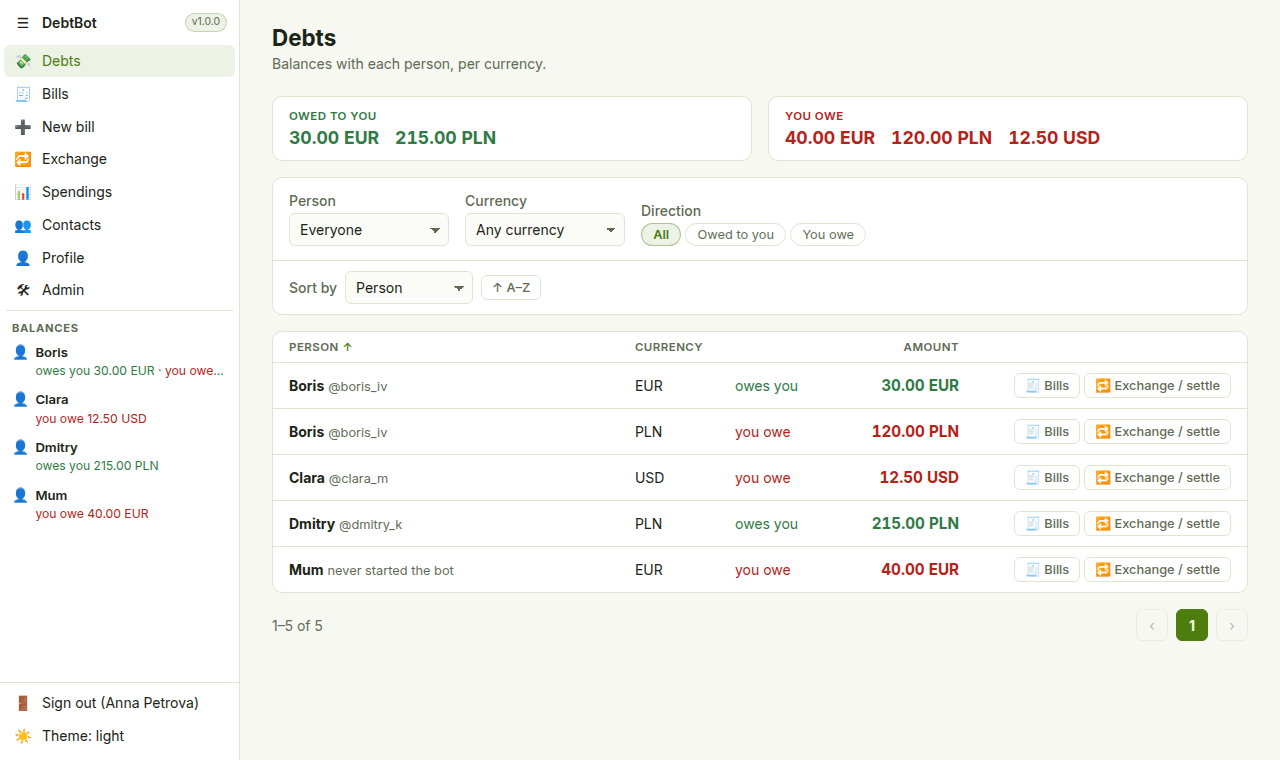 ☰ DebtBot v1.0.0
Debts
Bills
New bill
Exchange
Spendings
Contacts
Profile
Admin
BALANCES
Boris
owes you 30.00 EUR · you owe...
Clara
you owe 12.50 USD
Dmitry
owes you 215.00 PLN
Mum
you owe 40.00 EUR
Sign out (Anna Petrova)
Theme: light
Debts
Balances with each person, per currency.
OWED TO YOU
30.00 EUR 215.00 PLN
YOU OWE
40.00 EUR 120.00 PLN 12.50 USD
Person
Everyone
Currency
Any currency
Direction
All Owed to you You owe
Sort by Person ↑ A–Z
PERSON ↑ CURRENCY AMOUNT
Boris @boris_iv EUR owes you 30.00 EUR Bills Exchange / settle
Boris @boris_iv PLN you owe 120.00 PLN Bills Exchange / settle
Clara @clara_m USD you owe 12.50 USD Bills Exchange / settle
Dmitry @dmitry_k PLN owes you 215.00 PLN Bills Exchange / settle
Mum never started the bot EUR you owe 40.00 EUR Bills Exchange / settle
1–5 of 5 ‹ 1 ›